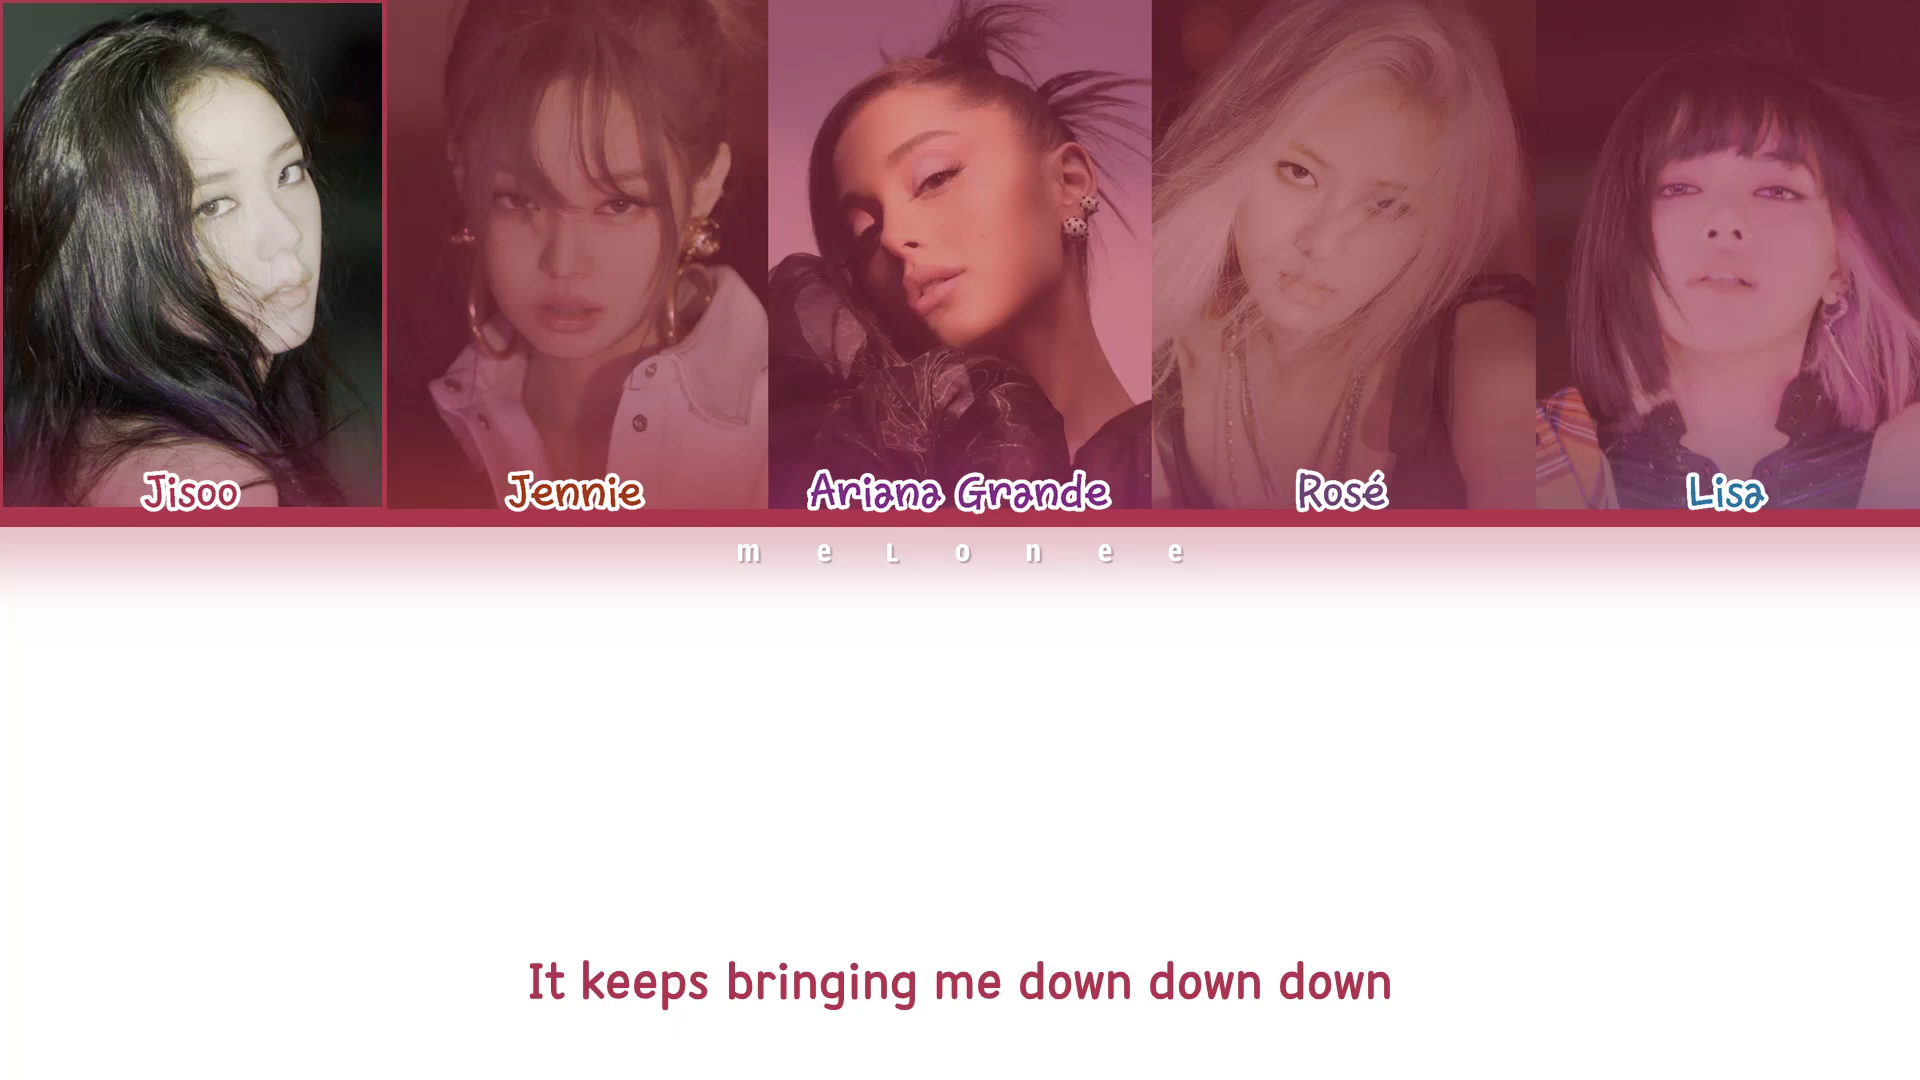 Jisoo Jennie Ariana Grande Rosé Lisa
m e L o n e e
It keeps bringing me down down down